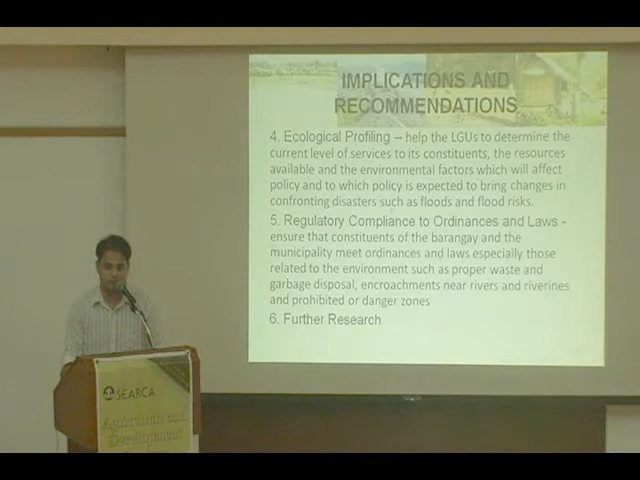 IMPLICATIONS AND
RECOMMENDATIONS
4. Ecological Profiling – help the LGUs to determine the
current level of services to its constituents, the resources
available and the environmental factors which will affect
policy and to which policy is expected to bring changes in
confronting disasters such as floods and flood risks.
5. Regulatory Compliance to Ordinances and Laws -
ensure that constituents of the barangay and the
municipality meet ordinances and laws especially those
related to the environment such as proper waste and
garbage disposal, encroachments near rivers and riverines
and prohibited or danger zones
6. Further Research
SEARCA
Agriculture and
Development